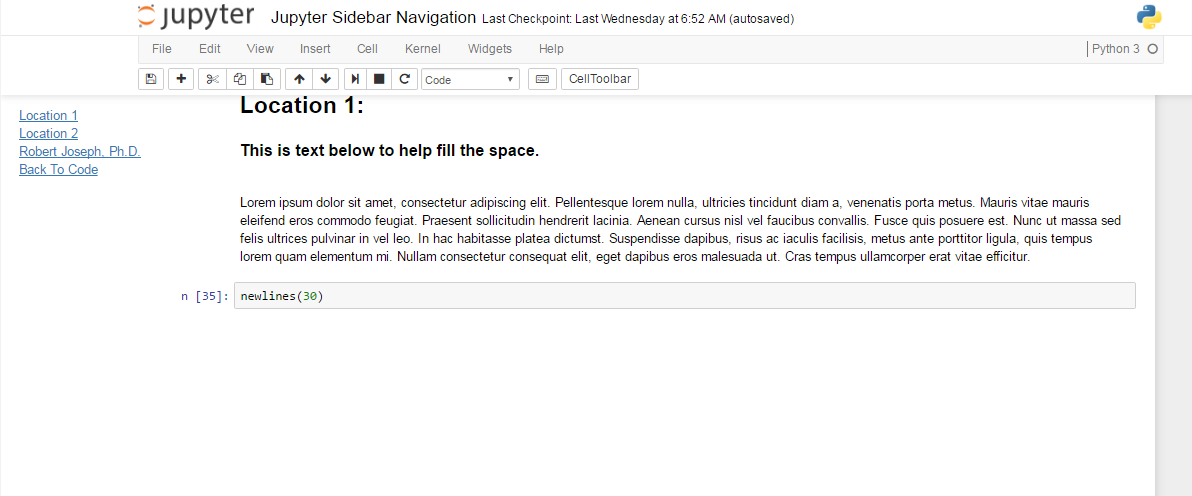 jupyter Jupyter Sidebar Navigation Last Checkpoint: Last Wednesday at 6:52 AM (autosaved)
File Edit View Insert Cell Kernel Widgets Help Python 3
Code CellToolbar
Location 1
Location 2
Robert Joseph, Ph.D.
Back To Code
Location 1:
This is text below to help fill the space.
Lorem ipsum dolor sit amet, consectetur adipiscing elit. Pellentesque lorem nulla, ultricies tincidunt diam a, venenatis porta metus. Mauris vitae mauris
eleifend eros commodo feugiat. Praesent sollicitudin hendrerit lacinia. Aenean cursus nisl vel faucibus convallis. Fusce quis posuere est. Nunc ut massa sed
felis ultrices pulvinar in vel leo. In hac habitasse platea dictumst. Suspendisse dapibus, risus ac iaculis facilisis, metus ante porttitor ligula, quis tempus
lorem quam elementum mi. Nullam consectetur consequat elit, eget dapibus eros malesuada ut. Cras tempus ullamcorper erat vitae efficitur.
n [35]: newlines(30)